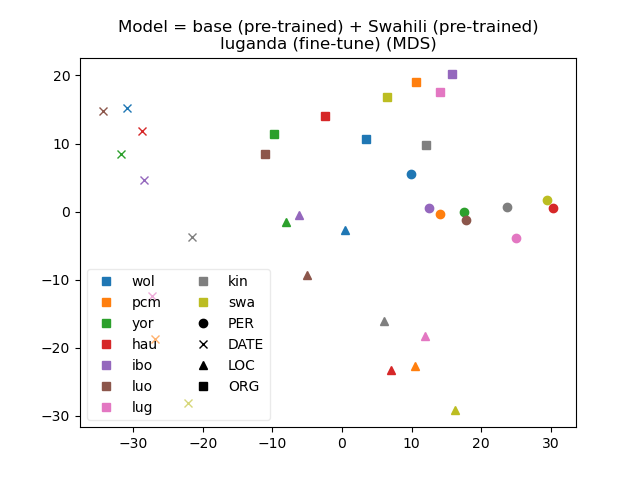 Model = base (pre-trained) + Swahili (pre-trained)
luganda (fine-tune) (MDS)
20
10
0
−10
−20
−30
wol
pcm
yor
hau
ibo
luo
lug
kin
swa
PER
DATE
LOC
ORG
−30 −20 −10 0 10 20 30